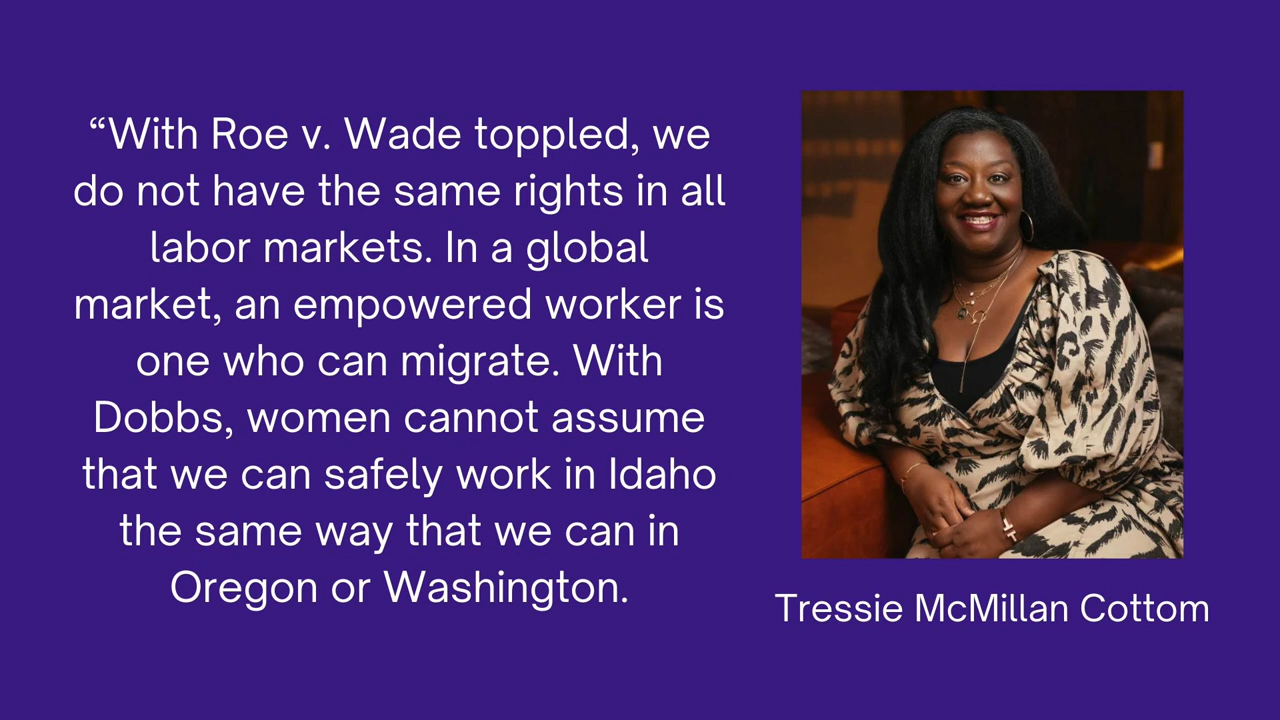 “With Roe v. Wade toppled, we
do not have the same rights in all
labor markets. In a global
market, an empowered worker is
one who can migrate. With
Dobbs, women cannot assume
that we can safely work in Idaho
the same way that we can in
Oregon or Washington.
Tressie McMillan Cottom